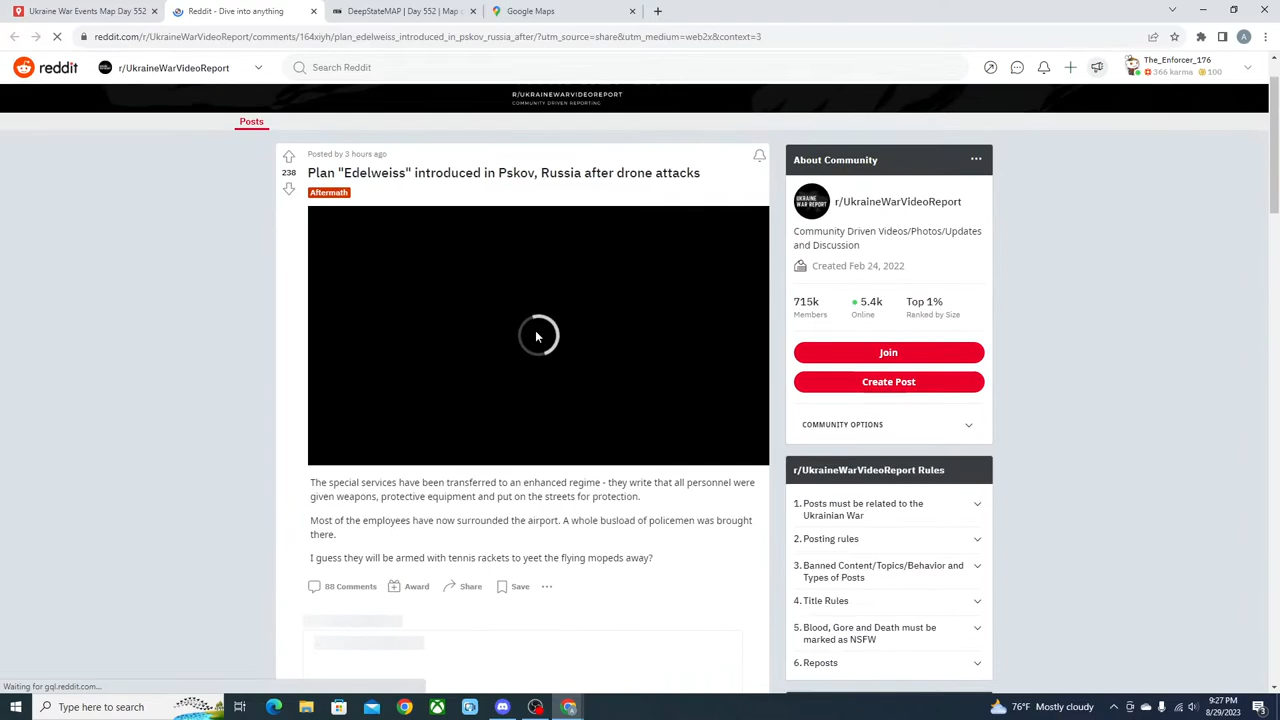 Ukraine War Events Map Day 552
Reddit - Dive into anything
DeepStateMAP | Day 552 | Map
Google Maps
reddit.com/r/UkraineWarVideoReport/comments/164xiyh/plan_edelweiss_introduced_in_pskov_russia_after/?utm_source=share&utm_medium=web2x&context=3
A
reddit
r/UkraineWarVideoReport
Search Reddit
The_Enforcer_176
366 karma 100
R/UKRAINEWARVIDEOREPORT
COMMUNITY DRIVEN REPORTING
Posts
Posted by 3 hours ago
238
Plan "Edelweiss" introduced in Pskov, Russia after drone attacks
Aftermath
The special services have been transferred to an enhanced regime - they write that all personnel were
given weapons, protective equipment and put on the streets for protection.
Most of the employees have now surrounded the airport. A whole busload of policemen was brought
there.
I guess they will be armed with tennis rackets to yeet the flying mopeds away?
88 Comments Award Share Save
About Community
UKRAINE
WAR REPORT
r/UkraineWarVideoReport
Community Driven Videos/Photos/Updates
and Discussion
Created Feb 24, 2022
715k 5.4k Top 1%
Members Online Ranked by Size
Join
Create Post
COMMUNITY OPTIONS
r/UkraineWarVideoReport Rules
1. Posts must be related to the
Ukrainian War
2. Posting rules
3. Banned Content/Topics/Behavior and
Types of Posts
4. Title Rules
5. Blood, Gore and Death must be
marked as NSFW
6. Reposts
Waiting for gql.reddit.com...
Type here to search
76°F Mostly cloudy
9:27 PM
8/29/2023